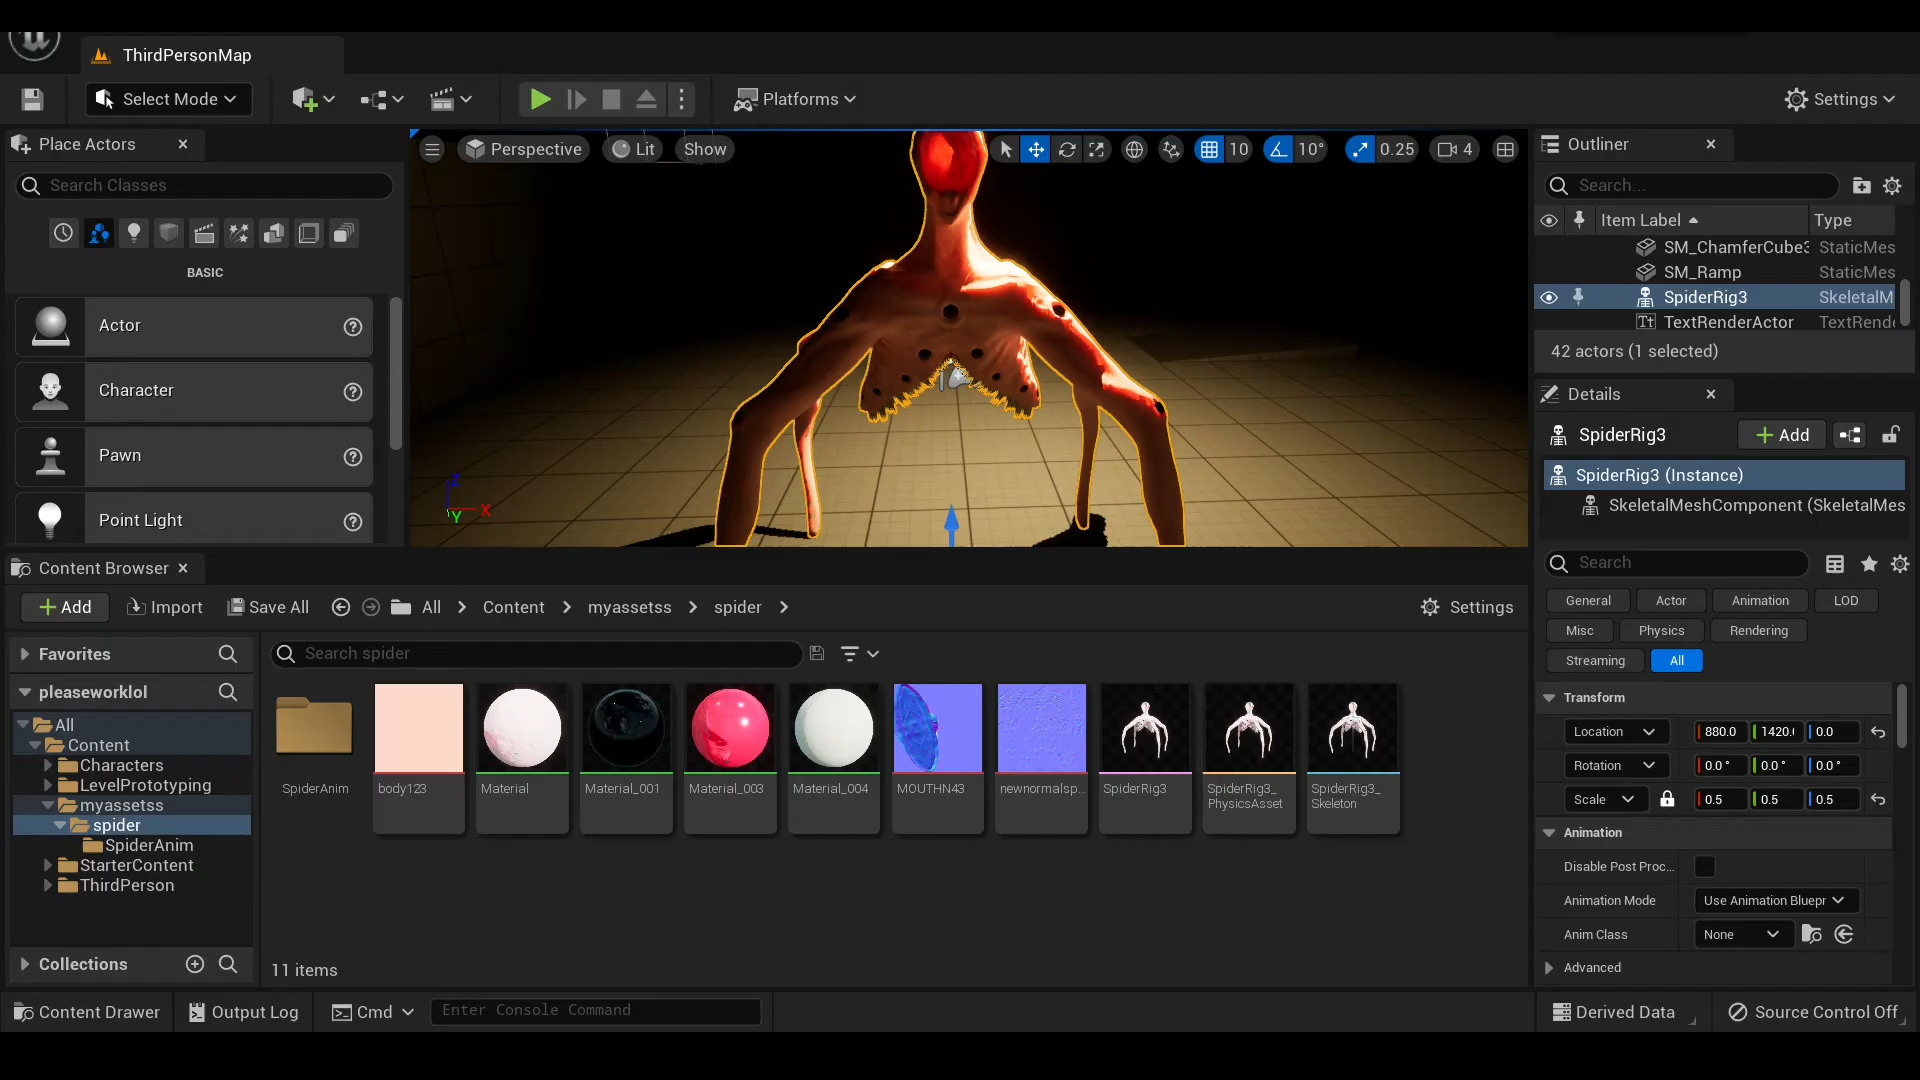 ThirdPersonMap
Select Mode
Platforms
Settings
Place Actors
Search Classes
BASIC
Actor
Character
Pawn
Point Light
Perspective
Lit
Show
10
10°
0.25
4
Z
X
Y
Outliner
Search...
Item Label
Type
SM_ChamferCube3 StaticMes
SM_Ramp StaticMes
SpiderRig3 SkeletalM
TextRenderActor TextRende
42 actors (1 selected)
Details
SpiderRig3
Add
SpiderRig3 (Instance)
SkeletalMeshComponent (SkeletalMes
Search
General Actor Animation LOD
Misc Physics Rendering
Streaming All
Transform
Location 880.0 1420.( 0.0
Rotation 0.0° 0.0° 0.0°
Scale 0.5 0.5 0.5
Animation
Disable Post Proc...
Animation Mode Use Animation Bluepr
Anim Class None
Advanced
Content Browser
Add Import Save All All Content myassetss spider Settings
Favorites
pleaseworklol
All
Content
Characters
LevelPrototyping
myassetss
spider
SpiderAnim
StarterContent
ThirdPerson
Collections
Search spider
SpiderAnim
body123
Material
Material_001
Material_003
Material_004
MOUTHN43
newnormalsp...
SpiderRig3
SpiderRig3_
PhysicsAsset
SpiderRig3_
Skeleton
11 items
Content Drawer
Output Log
Cmd
Enter Console Command
Derived Data
Source Control Off